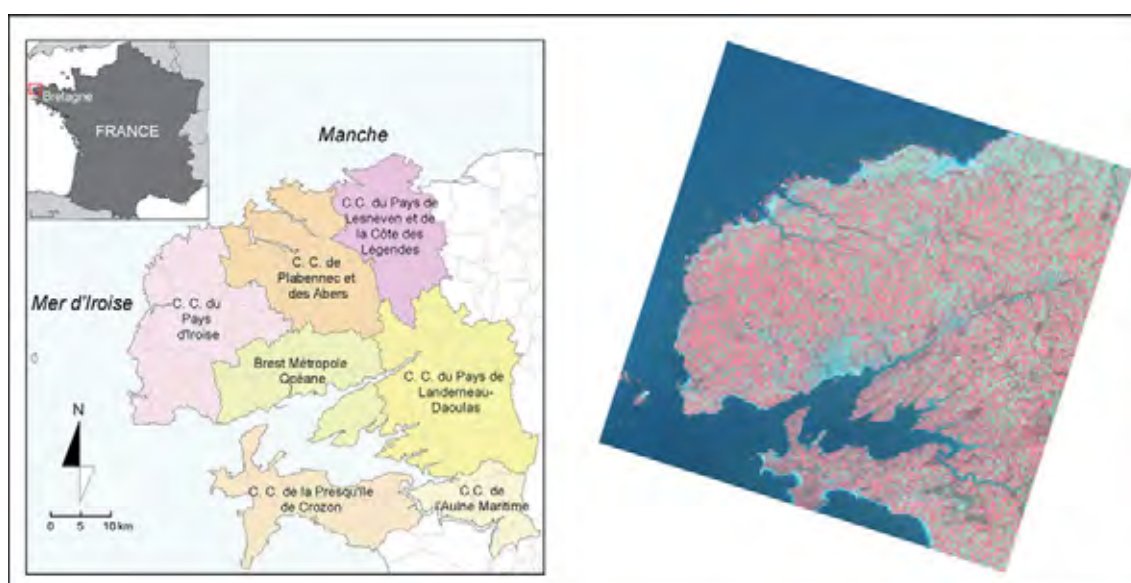 Bretagne
FRANCE
Manche
C.C. du Pays de
Lesneven et de
la Côte des
Légendes
C. C. de
Plabennec et
des Abers
Mer d'Iroise
C. C. du
Pays
d'Iroise
Brest Métropole
Océane
C. C. du Pays de
Landerneau-
Daoulas
N
C. C. de la Presqu'île
de Crozon
C.C. de
l'Aulne Maritime
0 5 10 km